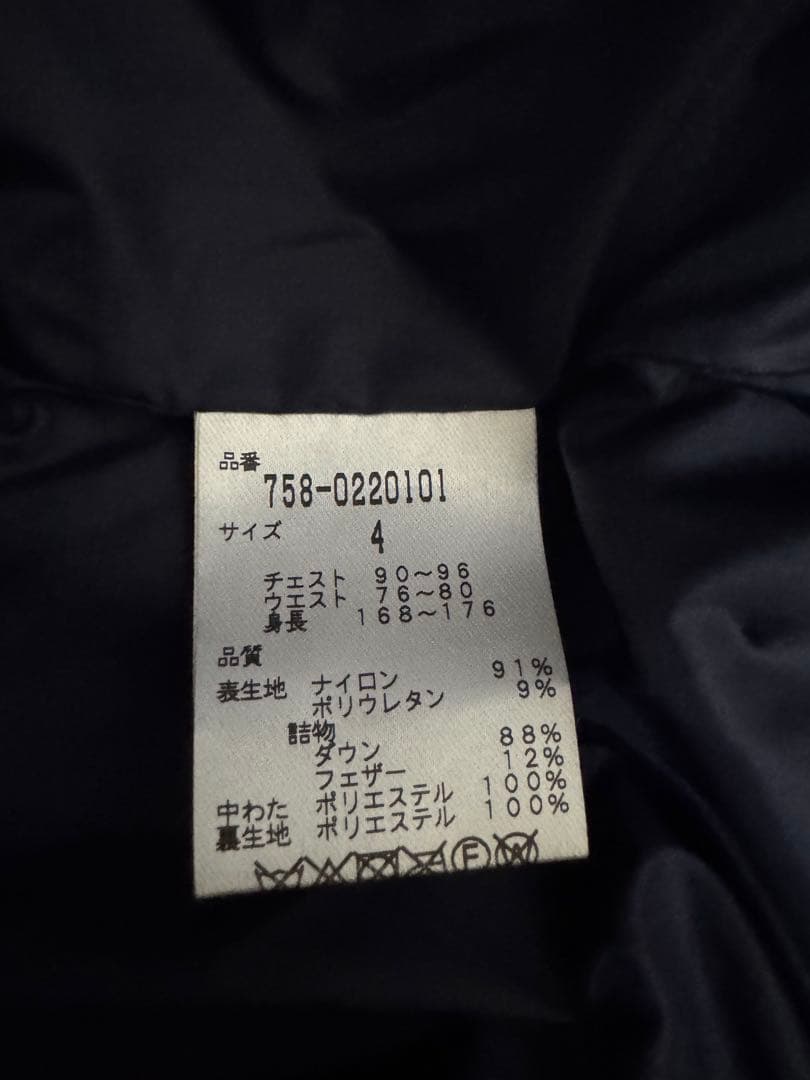 品番
758-0220101
サイズ 4
チェスト 90～96
ウエスト 76～80
身長 168～176
品質
表生地 ナイロン 91%
ポリウレタン 9%
詰物
ダウン 88%
フェザー 12%
中わた ポリエステル 100%
裏生地 ポリエステル 100%
F W